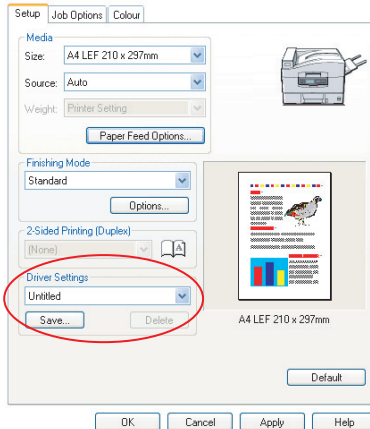 Setup Job Options Colour
Media
Size: A4 LEF 210 x 297mm
Source: Auto
Weight: Printer Setting
Paper Feed Options...
Finishing Mode
Standard
Options...
2-Sided Printing (Duplex)
(None) A
Driver Settings
Untitled
Save... Delete
A4 LEF 210 x 297mm
Default
OK Cancel Apply Help